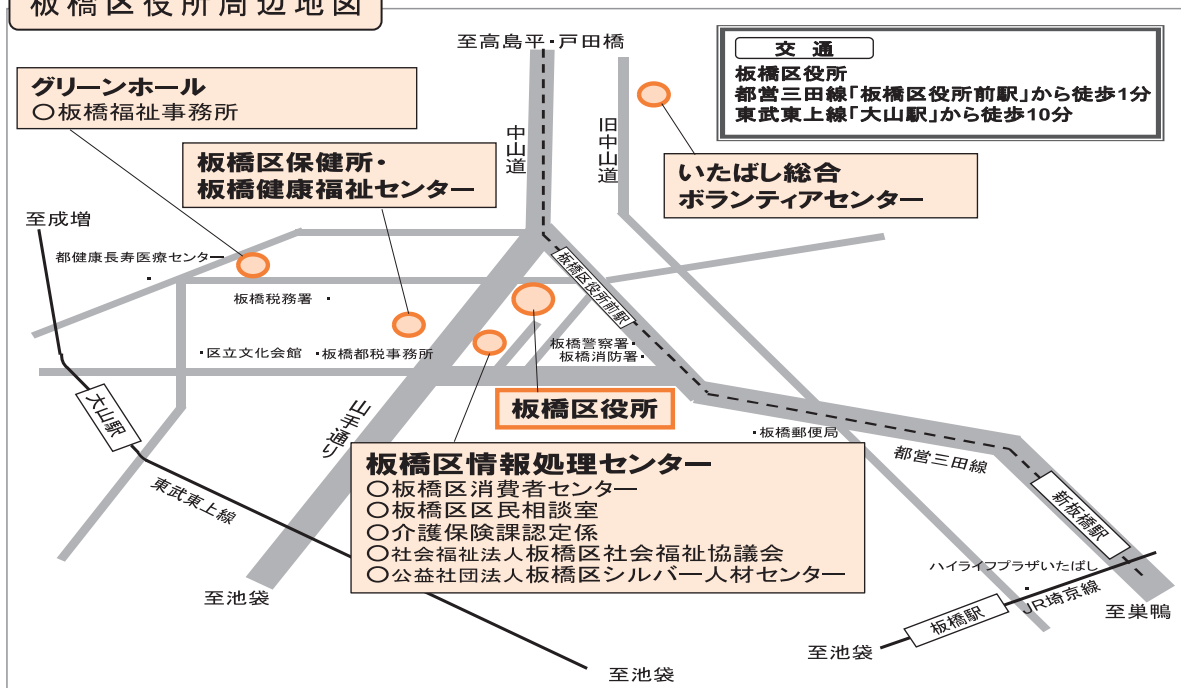 板橋区役所周辺地図
至高島平・戸田橋
交通
板橋区役所
都営三田線「板橋区役所前駅」から徒歩1分
東武東上線「大山駅」から徒歩10分
グリーンホール
〇板橋福祉事務所
中山道
旧中山道
板橋区保健所・
板橋健康福祉センター
いたばし総合
ボランティアセンター
至成増
都健康長寿医療センター
板橋区役所前駅
板橋税務署・
・区立文化会館
・板橋都税事務所
板橋警察署・
板橋消防署・
大山駅
山手通り
板橋区役所
・板橋郵便局
都営三田線
東武東上線
板橋区情報処理センター
〇板橋区消費者センター
〇板橋区区民相談室
〇介護保険課認定係
〇社会福祉法人板橋区社会福祉協議会
〇公益社団法人板橋区シルバー人材センター
新板橋駅
ハイライフプラザいたばし
JR埼京線
至池袋
板橋駅
至巣鴨
至池袋
至池袋